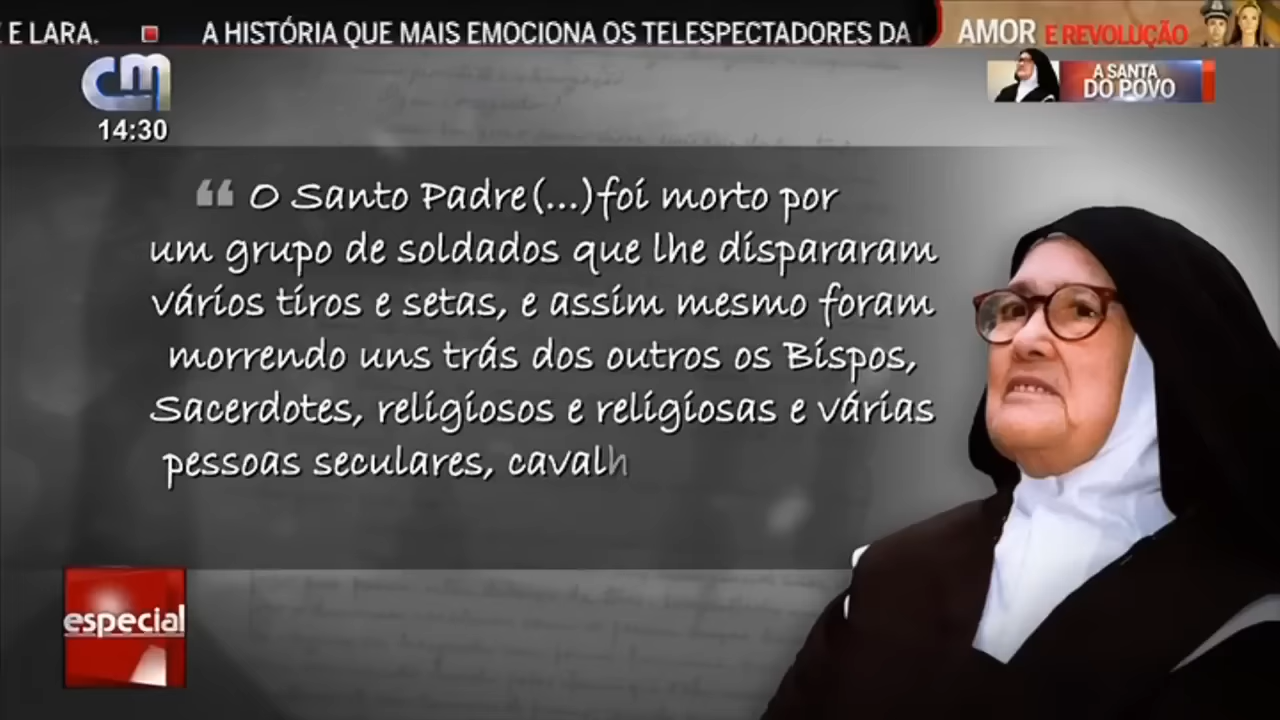 E LARA. A HISTÓRIA QUE MAIS EMOCIONA OS TELESPECTADORES DA
AMOR E REVOLUÇÃO
CM
14:30
A SANTA
DO POVO
“ O Santo Padre(...)foi morto por
um grupo de soldados que lhe dispararam
vários tiros e setas, e assim mesmo foram
morrendo uns trás dos outros os Bispos,
Sacerdotes, religiosos e religiosas e várias
pessoas seculares, cavalh
especial